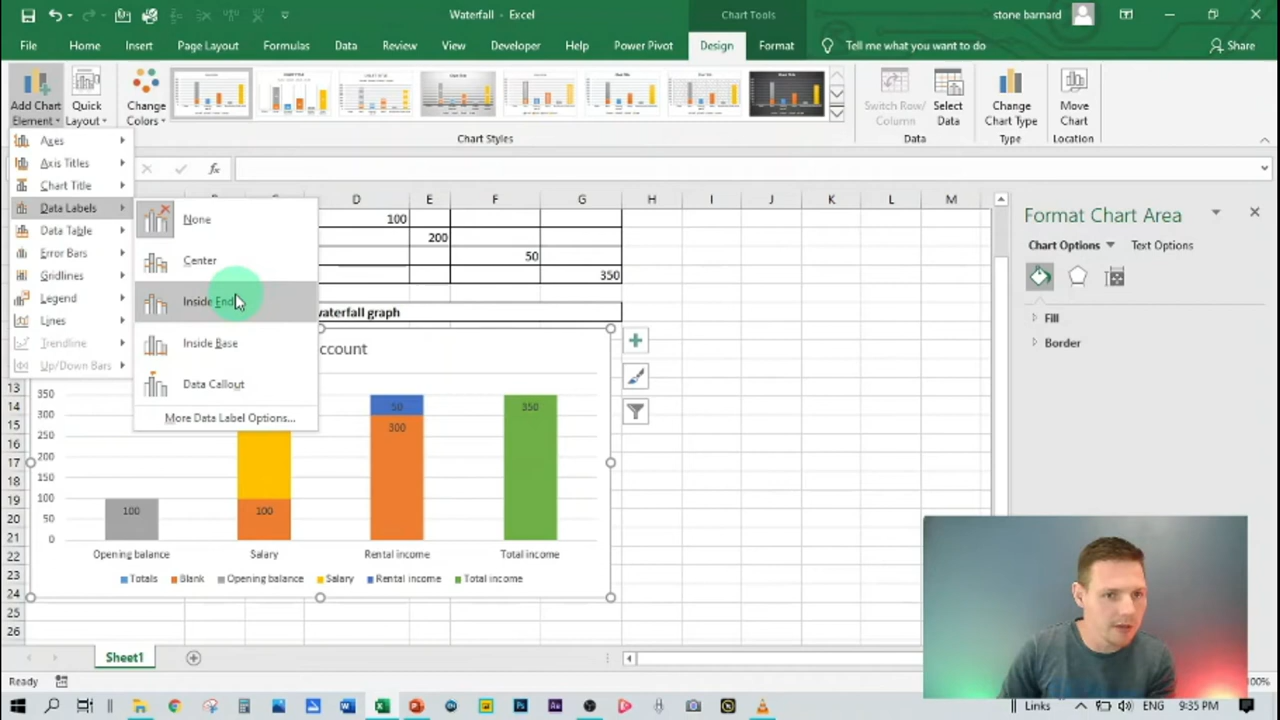 Waterfall - Excel
Chart Tools
stone barnard
File Home Insert Page Layout Formulas Data Review View Developer Help Power Pivot Design Format Tell me what you want to do Share
Add Chart Element
Quick Layout
Change Colors
Switch Row/ Column
Select Data
Change Chart Type
Move Chart
Chart Styles
Data
Type
Location
fx
Axes
Axis Titles
Chart Title
Data Labels
Data Table
Error Bars
Gridlines
Legend
Lines
Trendline
Up/Down Bars
None
Center
Inside End
Inside Base
Data Callout
More Data Label Options...
D E F G H I J K L M
100
200
50
350
waterfall graph
ccount
13
14
15
16
17
18
19
20
21
22
23
24
25
26
350
300
250
200
150
100
50
0
100
100
50
300
350
Opening balance Salary Rental income Total income
Totals Blank Opening balance Salary Rental income Total income
Format Chart Area
Chart Options Text Options
Fill
Border
Sheet1
Ready
100%
Links ENG 9:35 PM